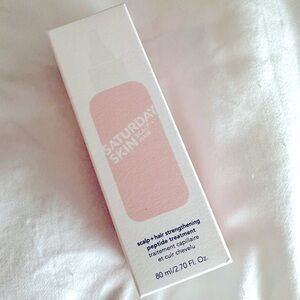 SATURDAY
SKIN
scalp + hair strengthening
peptide treatment
traitement capillaire
et cuir chevelu
80 ml/2.70 Fl. Oz.